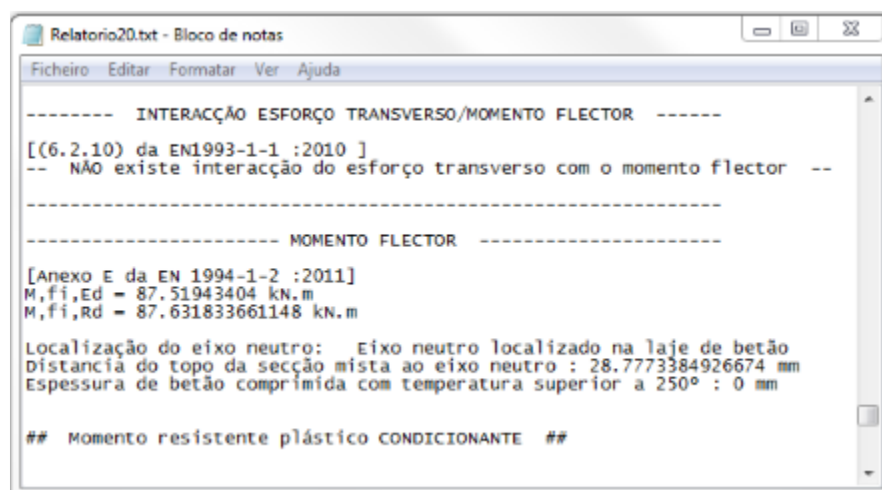 Relatorio20.txt - Bloco de notas
Ficheiro Editar Formatar Ver Ajuda
-------- INTERACÇÃO ESFORÇO TRANSVERSO/MOMENTO FLECTOR ------
[(6.2.10) da EN1993-1-1 :2010 ]
-- NÃO existe interacção do esforço transverso com o momento flector --
---------------------------------------------------------------
----------------------- MOMENTO FLECTOR ----------------------
[Anexo E da EN 1994-1-2 :2011]
M,fi,Ed = 87.51943404 kN.m
M,fi,Rd = 87.631833661148 kN.m
Localização do eixo neutro: Eixo neutro localizado na laje de betão
Distancia do topo da secção mista ao eixo neutro : 28.7773384926674 mm
Espessura de betão comprimida com temperatura superior a 250º : 0 mm
## Momento resistente plástico CONDICIONANTE ##